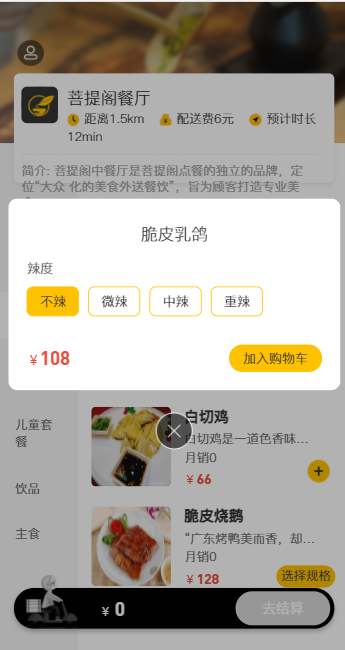 菩提阁餐厅
距离1.5km 配送费6元 预计时长
12min
简介: 菩提阁中餐厅是菩提阁点餐的独立的品牌，定
位“大众 化的美食外送餐饮”，旨为顾客打造专业美
脆皮乳鸽
辣度
不辣 微辣 中辣 重辣
¥108 加入购物车
儿童套
餐
饮品
主食
白切鸡
白切鸡是一道色香味...
月销0
¥66 +
脆皮烧鹅
“广东烤鸭美而香，却...
月销0
¥128 选择规格
¥ 0 去结算